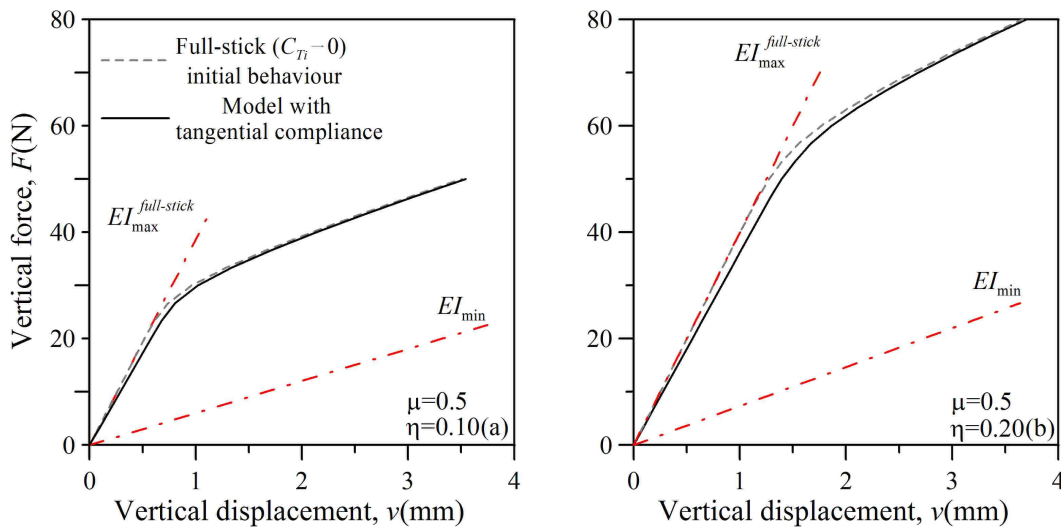 80
60
40
20
0
Vertical force, F(N)
Full-stick (C_Ti−0)
initial behaviour
Model with
tangential compliance
EI_max^full-stick
EI_min
μ=0.5
η=0.10(a)
0 1 2 3 4
Vertical displacement, v(mm)
80
60
40
20
0
EI_max^full-stick
EI_min
μ=0.5
η=0.20(b)
0 1 2 3 4
Vertical displacement, v(mm)